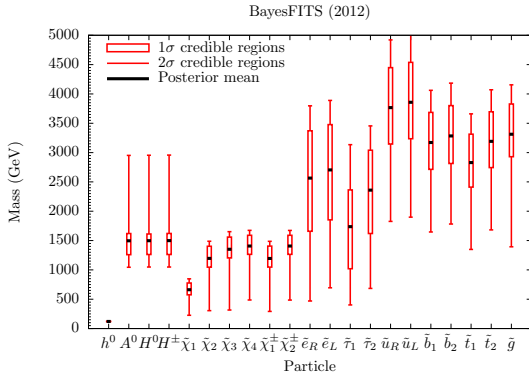 BayesFITS (2012)
1σ credible regions
2σ credible regions
Posterior mean
Mass (GeV)
5000
4500
4000
3500
3000
2500
2000
1500
1000
500
0
h⁰ A⁰ H⁰ H± χ̃₁ χ̃₂ χ̃₃ χ̃₄ χ̃₁± χ̃₂± ẽ_R ẽ_L τ̃₁ τ̃₂ ũ_R ũ_L b̃₁ b̃₂ t̃₁ t̃₂ g̃
Particle